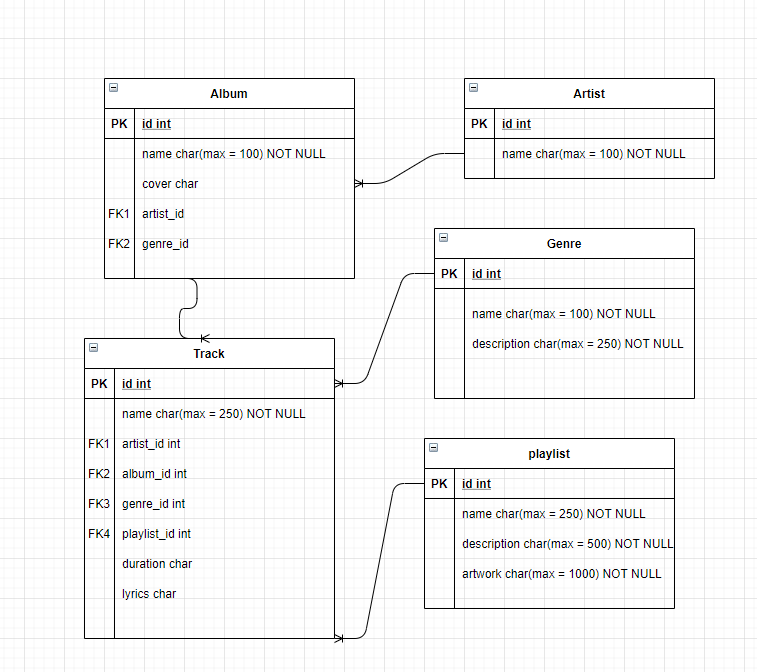 Album
PK id int
name char(max = 100) NOT NULL
cover char
FK1 artist_id
FK2 genre_id
Artist
PK id int
name char(max = 100) NOT NULL
Genre
PK id int
name char(max = 100) NOT NULL
description char(max = 250) NOT NULL
Track
PK id int
name char(max = 250) NOT NULL
FK1 artist_id int
FK2 album_id int
FK3 genre_id int
FK4 playlist_id int
duration char
lyrics char
playlist
PK id int
name char(max = 250) NOT NULL
description char(max = 500) NOT NULL
artwork char(max = 1000) NOT NULL